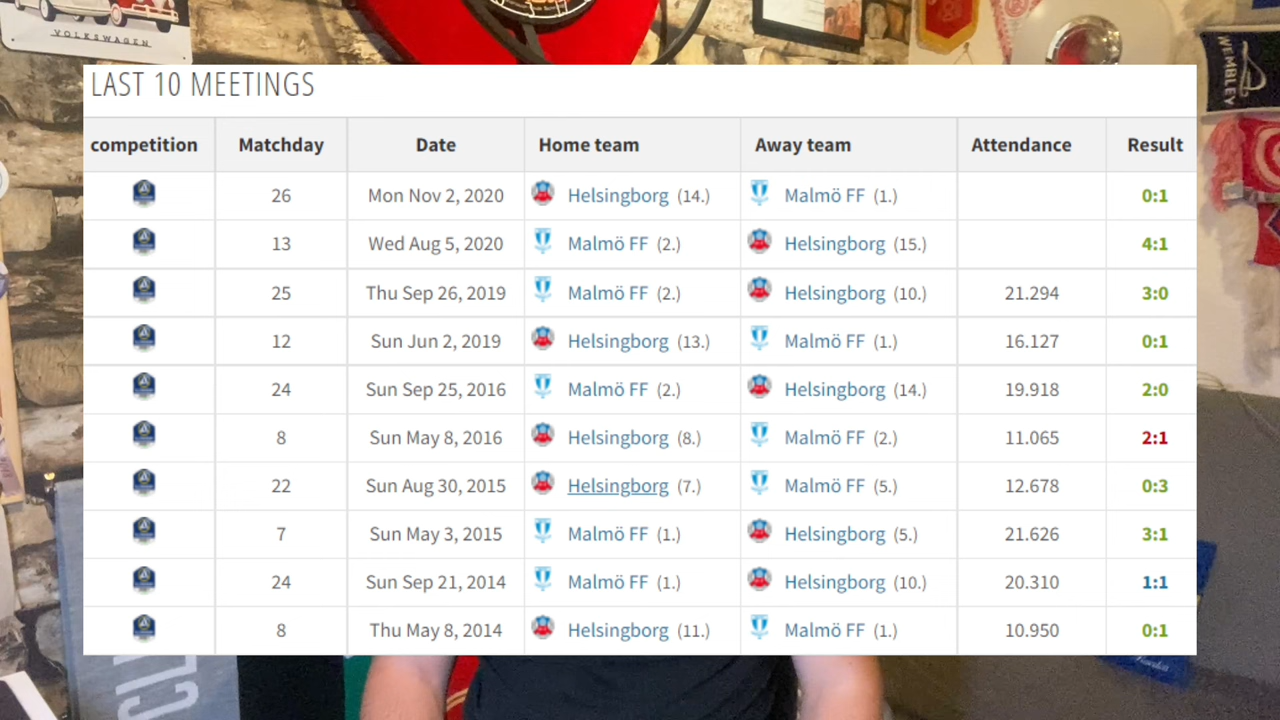 VOLKSWAGEN
WEMBLEY
LAST 10 MEETINGS
competition Matchday Date Home team Away team Attendance Result
26 Mon Nov 2, 2020 Helsingborg (14.) Malmö FF (1.) 0:1
13 Wed Aug 5, 2020 Malmö FF (2.) Helsingborg (15.) 4:1
25 Thu Sep 26, 2019 Malmö FF (2.) Helsingborg (10.) 21.294 3:0
12 Sun Jun 2, 2019 Helsingborg (13.) Malmö FF (1.) 16.127 0:1
24 Sun Sep 25, 2016 Malmö FF (2.) Helsingborg (14.) 19.918 2:0
8 Sun May 8, 2016 Helsingborg (8.) Malmö FF (2.) 11.065 2:1
22 Sun Aug 30, 2015 Helsingborg (7.) Malmö FF (5.) 12.678 0:3
7 Sun May 3, 2015 Malmö FF (1.) Helsingborg (5.) 21.626 3:1
24 Sun Sep 21, 2014 Malmö FF (1.) Helsingborg (10.) 20.310 1:1
8 Thu May 8, 2014 Helsingborg (11.) Malmö FF (1.) 10.950 0:1